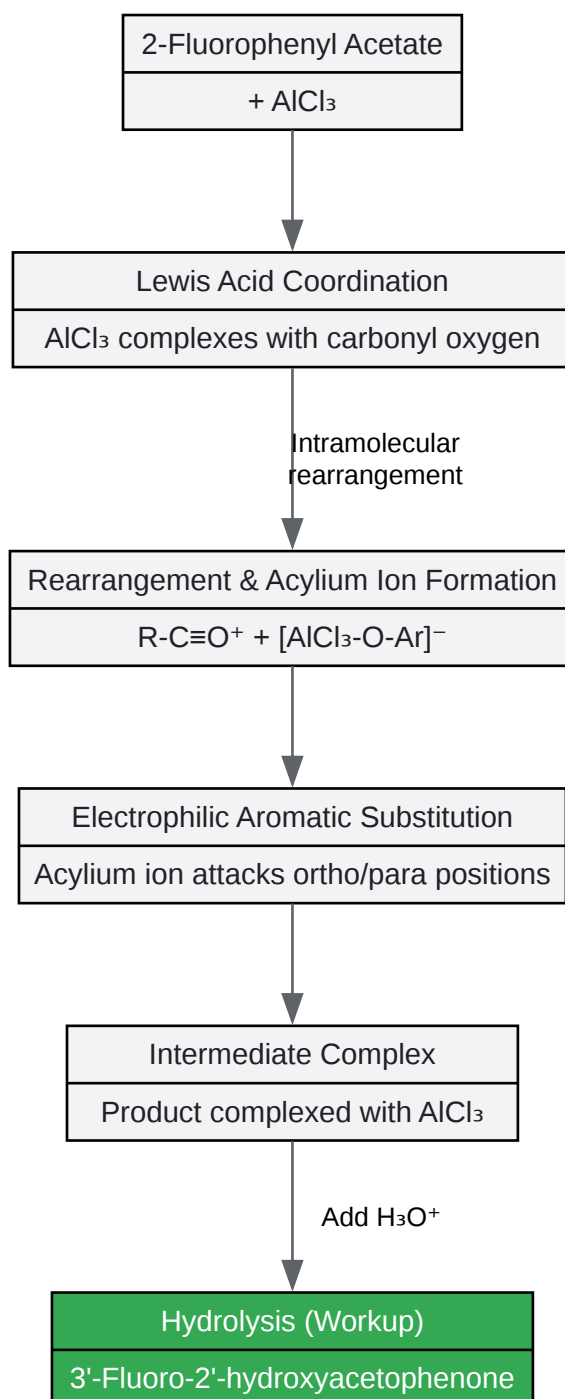 2-Fluorophenyl Acetate
+ AlCl₃
Lewis Acid Coordination
AlCl₃ complexes with carbonyl oxygen
Intramolecular
rearrangement
Rearrangement & Acylium Ion Formation
R-C≡O⁺ + [AlCl₃-O-Ar]⁻
Electrophilic Aromatic Substitution
Acylium ion attacks ortho/para positions
Intermediate Complex
Product complexed with AlCl₃
Add H₃O⁺
Hydrolysis (Workup)
3'-Fluoro-2'-hydroxyacetophenone